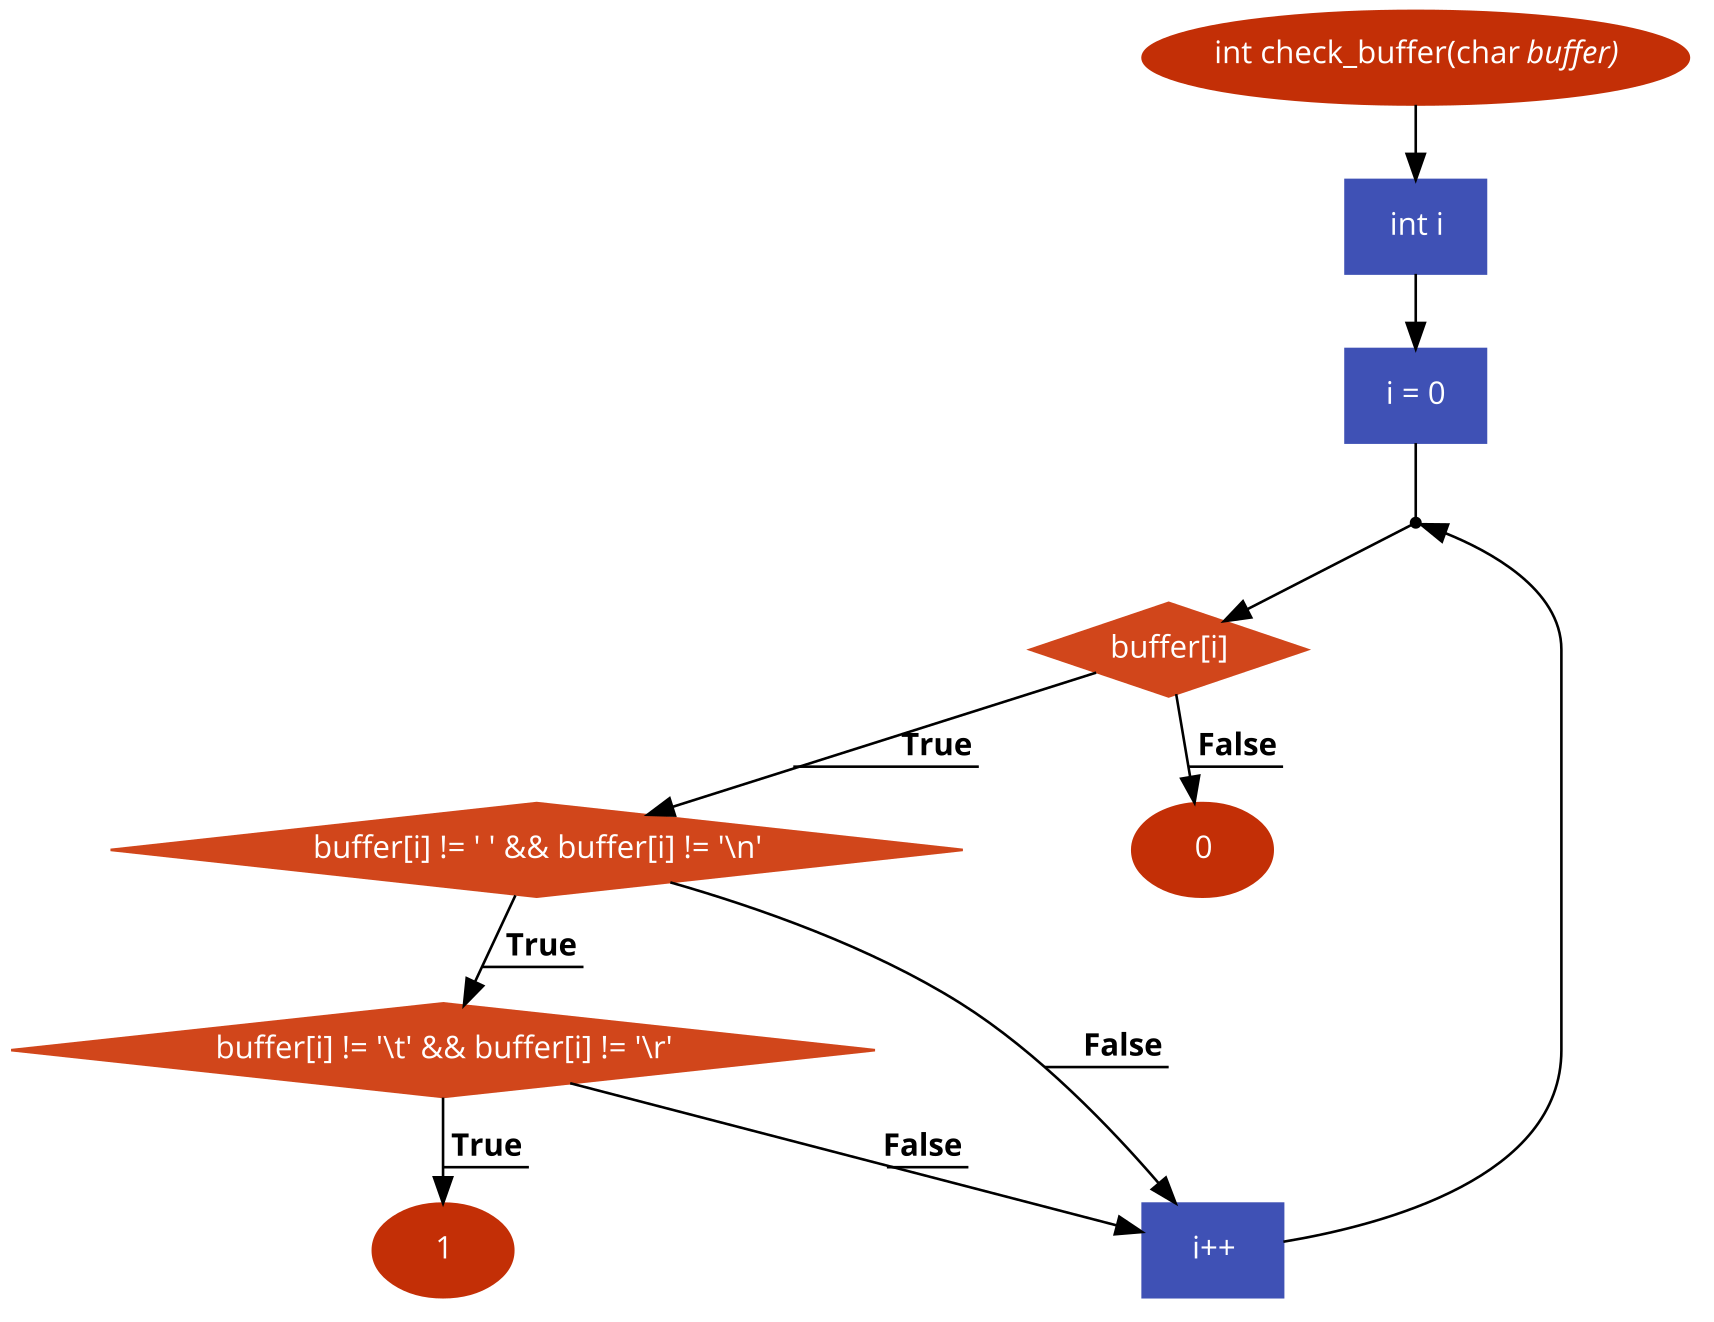 int check_buffer(char buffer)
int i
i = 0
buffer[i]
True
False
buffer[i] != ' ' && buffer[i] != '\n'
0
True
buffer[i] != '\t' && buffer[i] != '\r'
False
True
False
1
i++